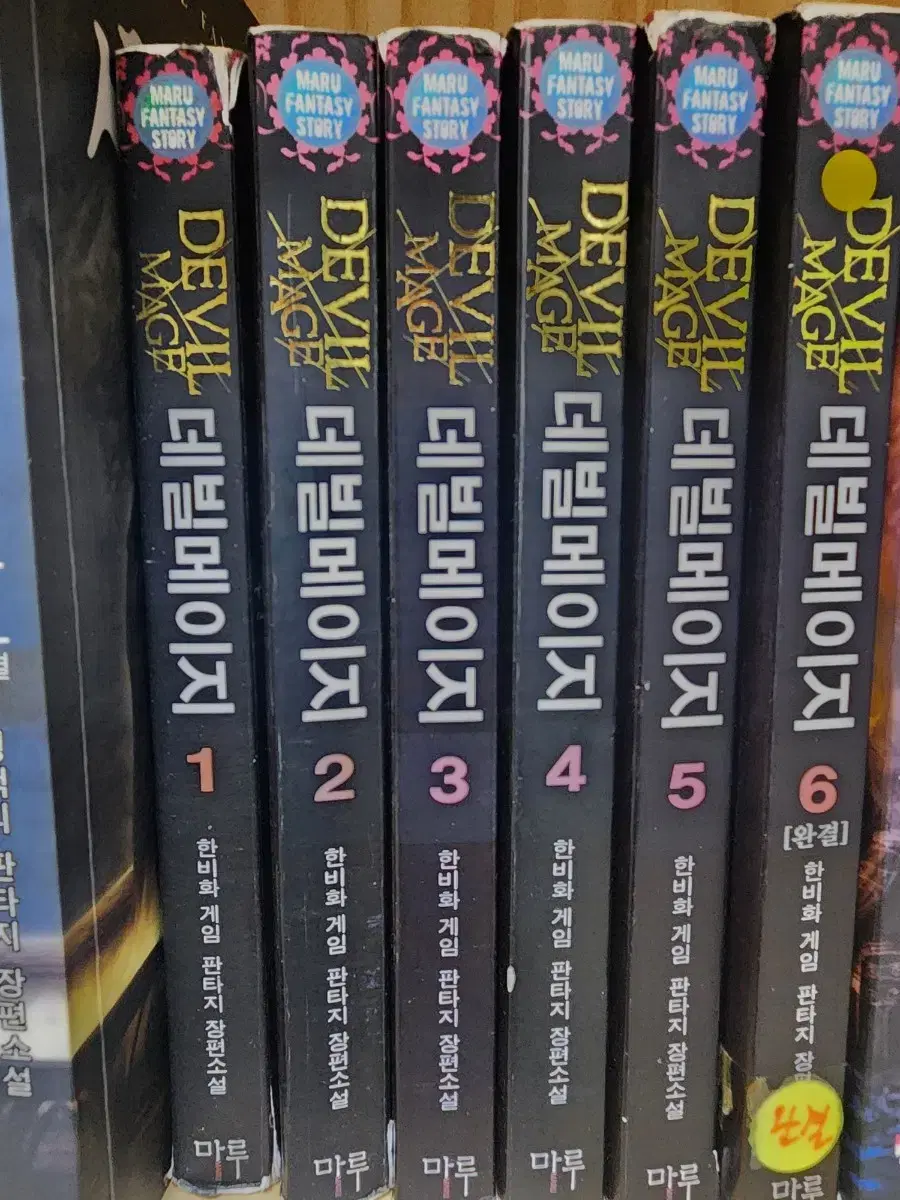 판타지 장편소설
MARU
FANTASY
STORY
DEVIL
MAGE
데빌메이지
1
한비화 게임 판타지 장편소설
마루
MARU
FANTASY
STORY
DEVIL
MAGE
데빌메이지
2
한비화 게임 판타지 장편소설
마루
MARU
FANTASY
STORY
DEVIL
MAGE
데빌메이지
3
한비화 게임 판타지 장편소설
마루
MARU
FANTASY
STORY
DEVIL
MAGE
데빌메이지
4
한비화 게임 판타지 장편소설
마루
MARU
FANTASY
STORY
DEVIL
MAGE
데빌메이지
5
한비화 게임 판타지 장편소설
마루
MARU
FANTASY
STORY
DEVIL
MAGE
데빌메이지
6
[완결]
한비화 게임 판타지
완결
마루